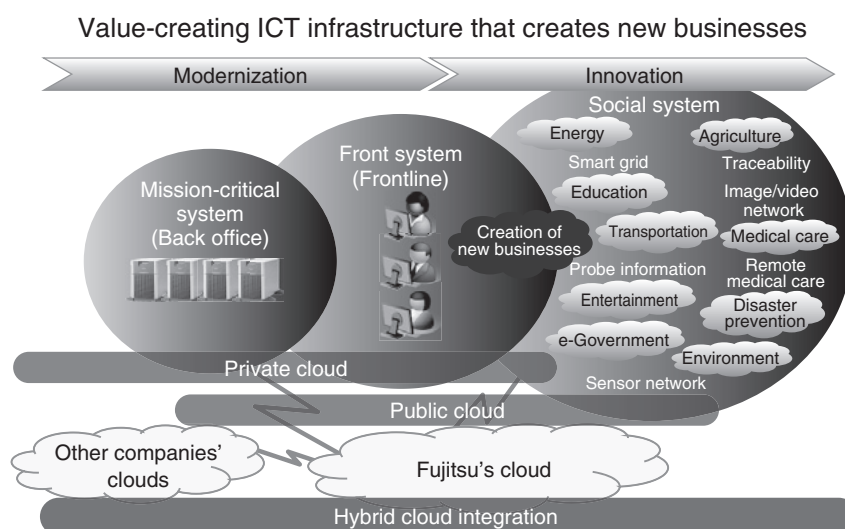 Value-creating ICT infrastructure that creates new businesses
Modernization
Innovation
Mission-critical
system
(Back office)
Front system
(Frontline)
Creation of
new businesses
Social system
Energy
Agriculture
Smart grid
Traceability
Education
Image/video
network
Transportation
Medical care
Probe information
Remote
medical care
Entertainment
Disaster
prevention
e-Government
Environment
Sensor network
Private cloud
Public cloud
Other companies'
clouds
Fujitsu's cloud
Hybrid cloud integration